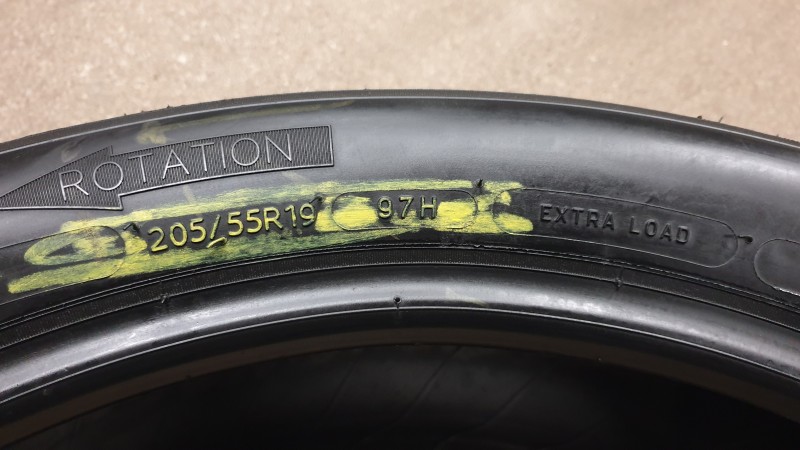 ROTATION
205/55R19 97H EXTRA LOAD